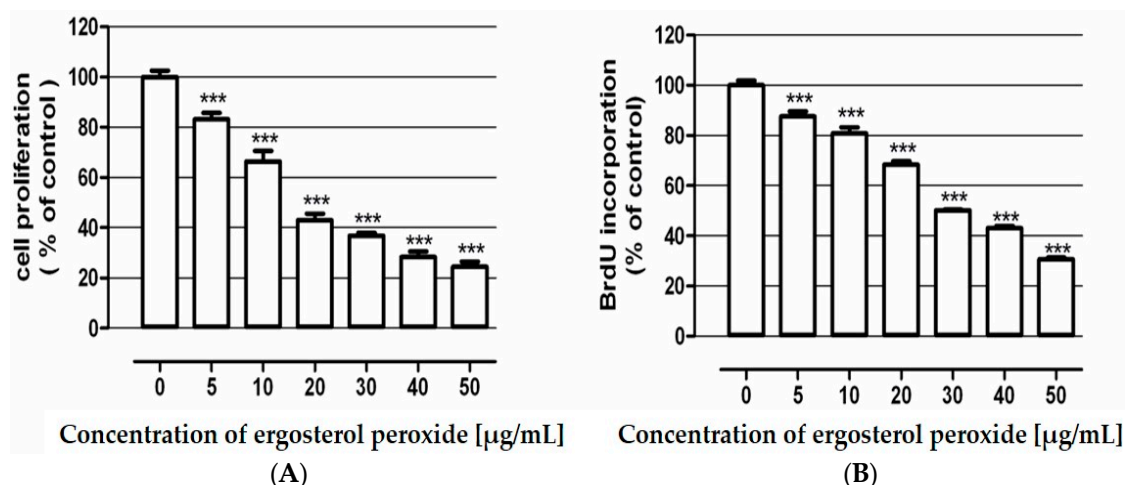 cell proliferation
( % of control )
120
100
80
60
40
20
0
***
***
***
***
***
***
0 5 10 20 30 40 50
Concentration of ergosterol peroxide [µg/mL]
(A)
BrdU incorporation
(% of control)
120
100
80
60
40
20
0
***
***
***
***
***
***
0 5 10 20 30 40 50
Concentration of ergosterol peroxide [µg/mL]
(B)